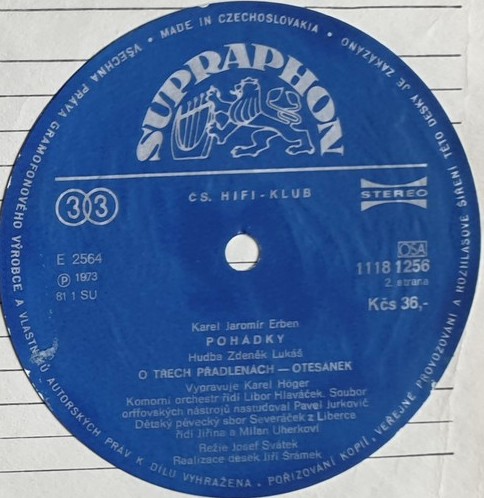 MADE IN CZECHOSLOVAKIA • VŠECHNA PRÁVA GRAMOFONOVÉHO VÝROBCE A VLASTNÍKŮ AUTORSKÝCH PRÁV K DÍLU VYHRAŽENA. POŘIZOVÁNÍ KOPIÍ, VEŘEJNÉ PROVOZOVÁNÍ A ROZHLASOVÉ ŠÍŘENÍ TÉTO DESKY JE ZAKÁZÁNO
SUPRAPHON
33
ČS. HIFI-KLUB
STEREO
E 2564
Ⓟ 1973
61 1 SU
OSA
1118 1256
2. strana
Kčs 36,-
Karel Jaromír Erben
POHÁDKY
Hudba Zdeněk Lukáš
O TŘECH PŘADLENÁCH — OTESÁNEK
Vypravuje Karel Höger
Komorní orchestr řídí Libor Hlaváček. Soubor
orffovských nástrojů nastudoval Pavel Jurkovič
Dětský pěvecký sbor Severáček z Liberce
řídí Jiřina a Milan Uherkovi
Režie Josef Svátek
Realizace desek Jiří Šrámek